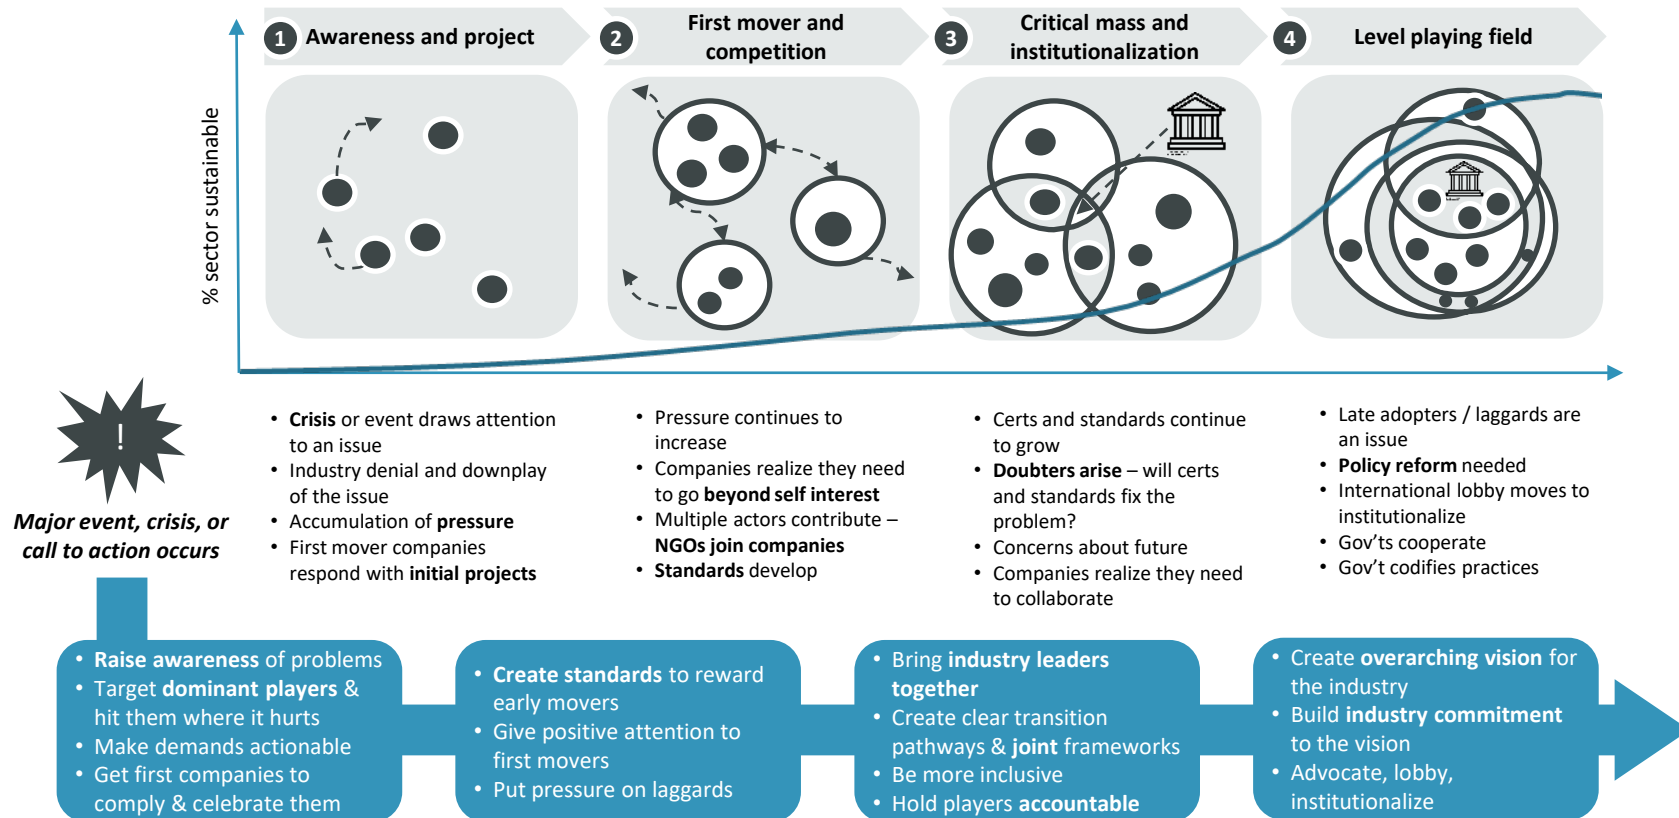 1 Awareness and project
2 First mover and
competition
3 Critical mass and
institutionalization
4 Level playing field
% sector sustainable
!
Major event, crisis, or
call to action occurs
• Crisis or event draws attention
to an issue
• Industry denial and downplay
of the issue
• Accumulation of pressure
• First mover companies
respond with initial projects
• Pressure continues to
increase
• Companies realize they need
to go beyond self interest
• Multiple actors contribute –
NGOs join companies
• Standards develop
• Certs and standards continue
to grow
• Doubters arise – will certs
and standards fix the
problem?
• Concerns about future
• Companies realize they need
to collaborate
• Late adopters / laggards are
an issue
• Policy reform needed
• International lobby moves to
institutionalize
• Gov’ts cooperate
• Gov’t codifies practices
• Raise awareness of problems
• Target dominant players &
hit them where it hurts
• Make demands actionable
• Get first companies to
comply & celebrate them
• Create standards to reward
early movers
• Give positive attention to
first movers
• Put pressure on laggards
• Bring industry leaders
together
• Create clear transition
pathways & joint frameworks
• Be more inclusive
• Hold players accountable
• Create overarching vision for
the industry
• Build industry commitment
to the vision
• Advocate, lobby,
institutionalize